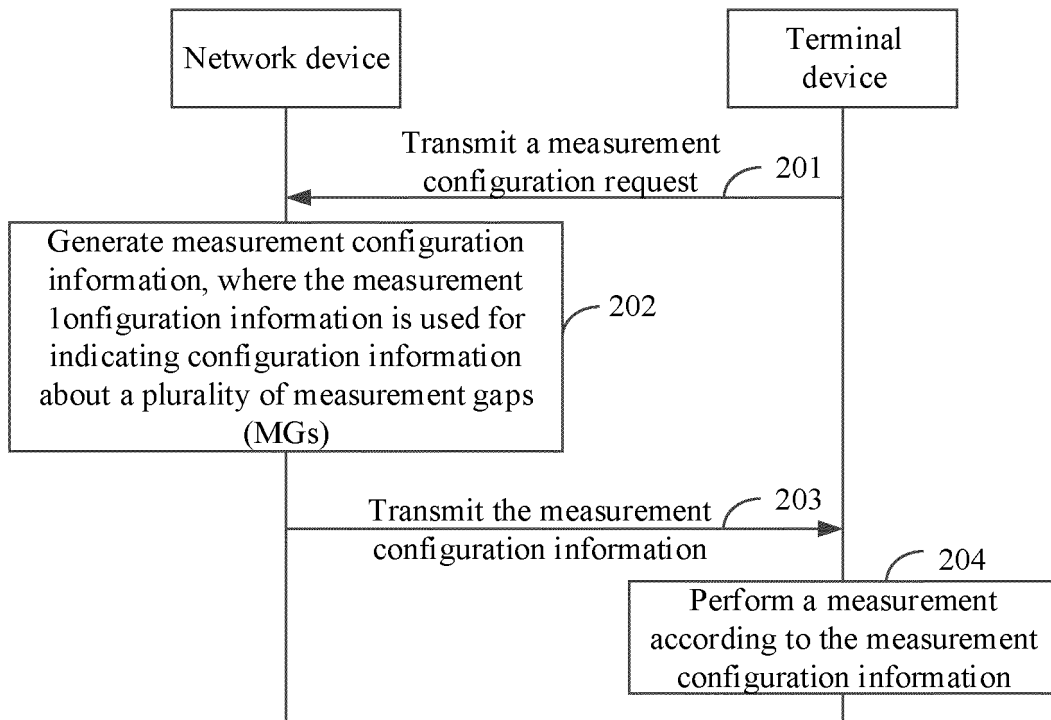 Network device
Terminal
device
Transmit a measurement
configuration request
201
Generate measurement configuration
information, where the measurement
1onfiguration information is used for
indicating configuration information
about a plurality of measurement gaps
(MGs)
202
Transmit the measurement
configuration information
203
204
Perform a measurement
according to the measurement
configuration information